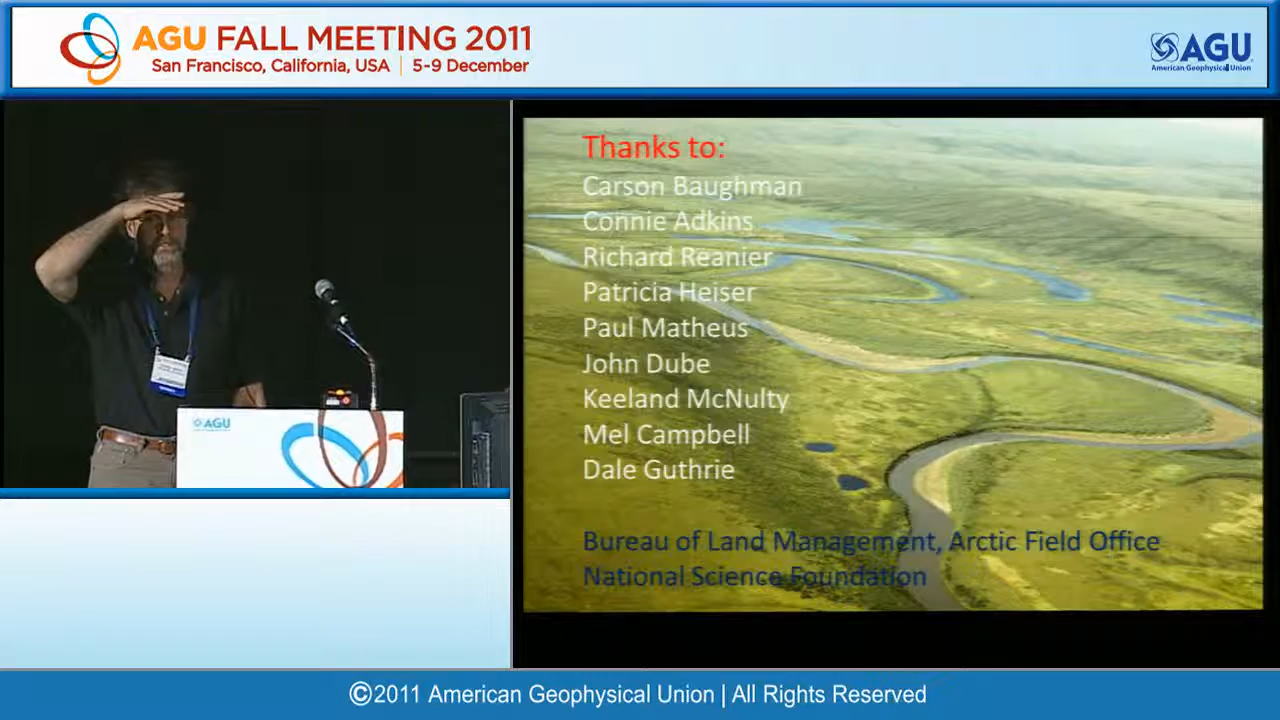 AGU FALL MEETING 2011
San Francisco, California, USA | 5-9 December
AGU
American Geophysical Union
Thanks to:
Carson Baughman
Connie Adkins
Richard Reanier
Patricia Heiser
Paul Matheus
John Dube
Keeland McNulty
Mel Campbell
Dale Guthrie
Bureau of Land Management, Arctic Field Office
National Science Foundation
AGU
©2011 American Geophysical Union | All Rights Reserved